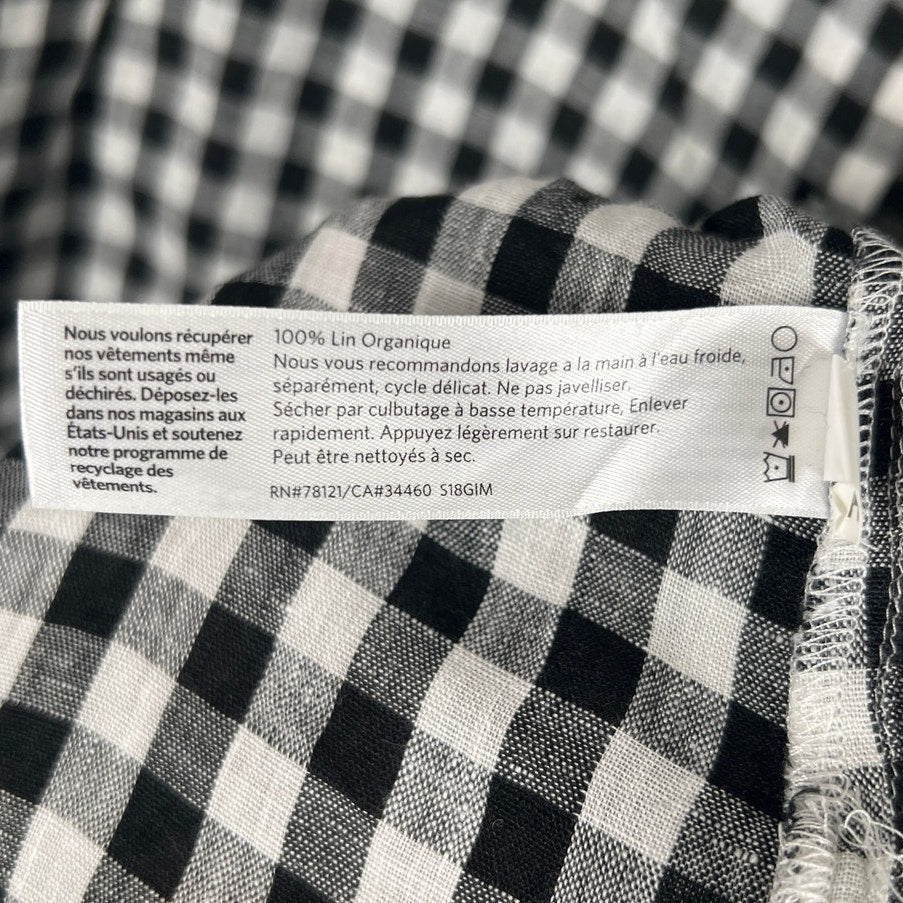 Nous voulons récupérer
nos vêtements même
s'ils sont usagés ou
déchirés. Déposez-les
dans nos magasins aux
États-Unis et soutenez
notre programme de
recyclage des
vêtements.
100% Lin Organique
Nous vous recommandons lavage a la main à l'eau froide,
séparément, cycle délicat. Ne pas javelliser.
Sécher par culbutage à basse température, Enlever
rapidement. Appuyez légèrement sur restaurer.
Peut être nettoyés à sec.
RN#78121/CA#34460 S18GIM